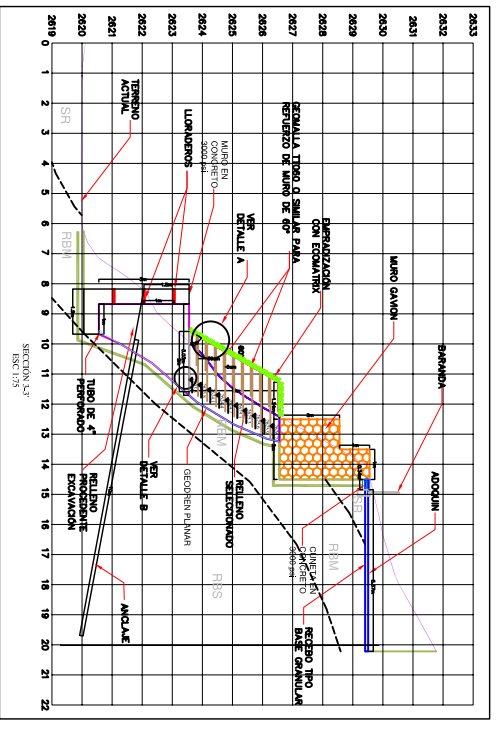 2633
2632
2631
2630
2629
2628
2627
2626
2625
2624
2623
2622
2621
2620
2619
0
1
2
3
4
5
6
7
8
9
10
11
12
13
14
15
16
17
18
19
20
21
22
BARANDA
ADOQUIN
MURO GAVION
EMPRADIZACIÓN
CON ECOMATRIX
GEOMALLA TT060 O SIMILAR PARA
REFUERZO DE MURO DE 60°
VER
DETALLE A
MURO EN
CONCRETO
3000 psi
LLORADEROS
TERRENO
ACTUAL
SR
RBM
60°
RBM
SR
RBM
RBS
CUNETA EN
CONCRETO
3000 psi
RECEBO TIPO
BASE GRANULAR
RELLENO
SELECCIONADO
GEODREN PLANAR
VER
DETALLE B
ANCLAJE
RELLENO
PROCEDENTE
EXCAVACIÓN
TUBO DE 4"
PERFORADO
SECCIÓN 3-3'
ESC 1:75